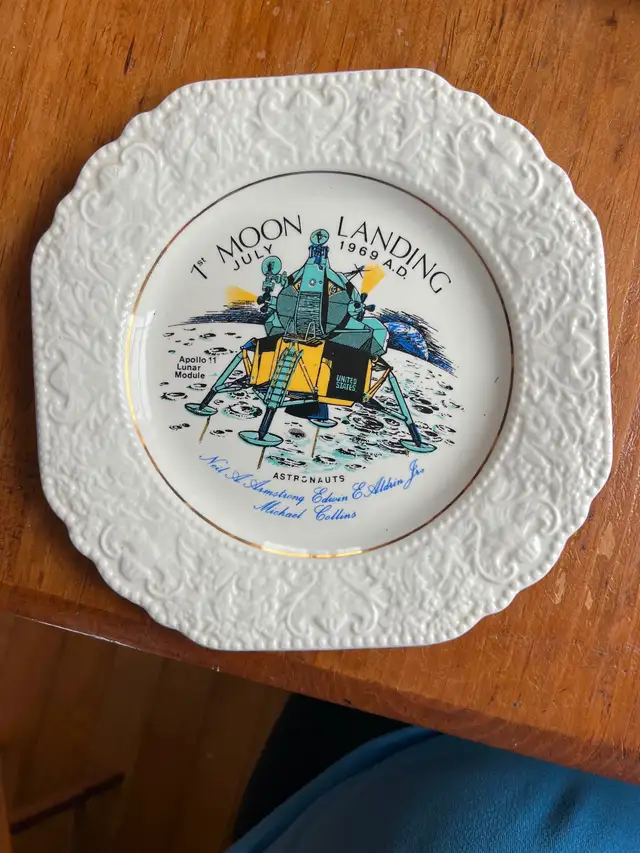 1st MOON LANDING
JULY 1969 A.D.
Apollo 11
Lunar
Module
UNITED
STATES
ASTRONAUTS
Neil A. Armstrong Edwin E. Aldrin Jr.
Michael Collins